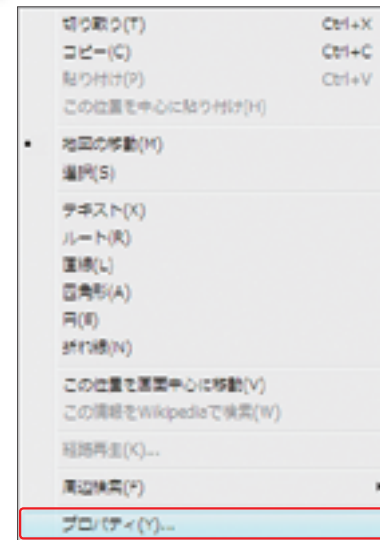 切り取り(T) Ctrl+X
コピー(C) Ctrl+C
貼り付け(P) Ctrl+V
この位置を中心に貼り付け(H)
地図の移動(M)
選択(S)
テキスト(X)
ルート(R)
直線(L)
四角形(A)
円(E)
折れ線(N)
この位置を画面中心に移動(V)
この情報をWikipediaで検索(W)
経路再生(K)...
周辺検索(F)
プロパティ(Y)...